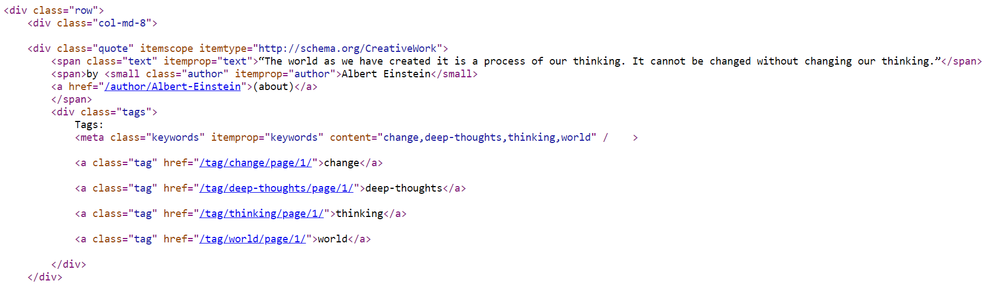 <div class="row">
<div class="col-md-8">
<div class="quote" itemscope itemtype="http://schema.org/CreativeWork">
<span class="text" itemprop="text">“The world as we have created it is a process of our thinking. It cannot be changed without changing our thinking.”</span>
<span>by <small class="author" itemprop="author">Albert Einstein</small>
<a href="/author/Albert-Einstein">(about)</a>
</span>
<div class="tags">
Tags:
<meta class="keywords" itemprop="keywords" content="change,deep-thoughts,thinking,world" /    >
<a class="tag" href="/tag/change/page/1/">change</a>
<a class="tag" href="/tag/deep-thoughts/page/1/">deep-thoughts</a>
<a class="tag" href="/tag/thinking/page/1/">thinking</a>
<a class="tag" href="/tag/world/page/1/">world</a>
</div>
</div>